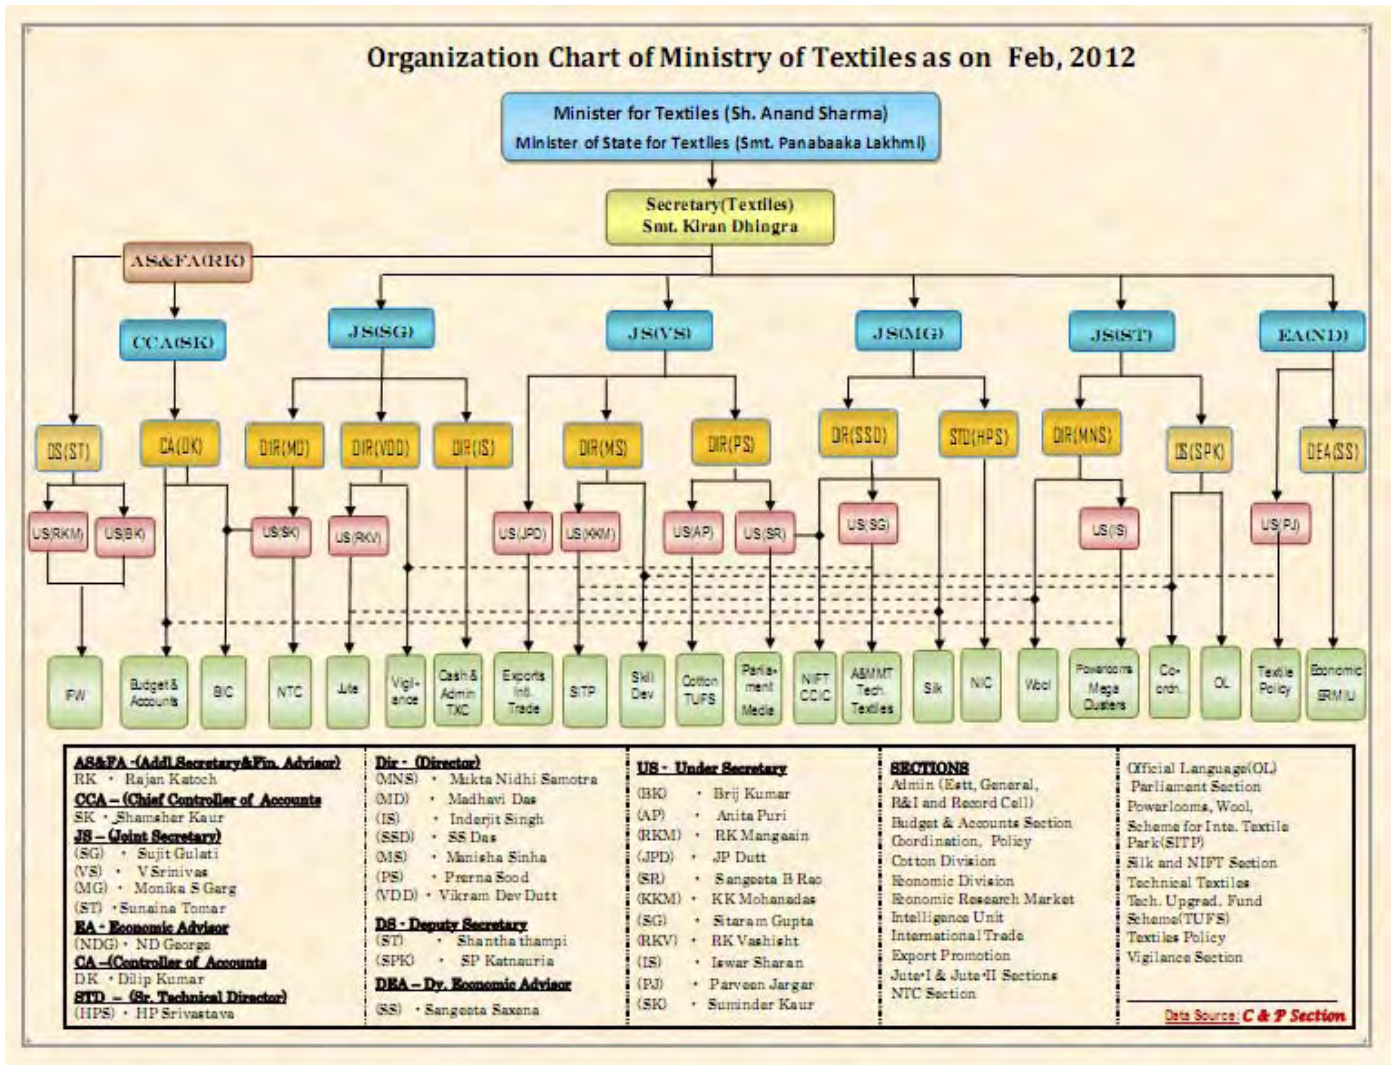 Organization Chart of Ministry of Textiles as on Feb, 2012
Minister for Textiles (Sh. Anand Sharma)
Minister of State for Textiles (Smt. Panabaaka Lakhmi)
Secretary(Textiles)
Smt. Kiran Dhingra
AS&FA(RK)
CCA(SK)
JS(SG)
JS(VS)
JS(MG)
JS(ST)
EA(ND)
DS(ST)
CA(DK)
DIR(MD)
DIR(VDD)
DIR(IS)
DIR(MS)
DIR(PS)
DIR(SSD)
STD(HPS)
DIR(MNS)
DS(SPK)
DEA(SS)
US(RKM)
US(BK)
US(SK)
US(RKV)
US(JPD)
US(KKM)
US(AP)
US(SR)
US(SG)
US(IS)
US(PJ)
IFW
Budget &
Accounts
BIC
NTC
Jute
Vigil-
ance
Cash &
Admin
TXC
Exports
Intl.
Trade
SITP
Skill
Dev
Cotton
TUFS
Parlia-
ment
Media
NIFT
CCIC
A&MMT
Tech.
Textiles
Silk
NIC
Wool
Powerlooms
Mega
Clusters
Co-
ordn.
OL
Textile
Policy
Economic
ERMIU
AS&FA -(Addl.Secretary&Fin. Advisor)
RK - Rajan Katoch
CCA – (Chief Controller of Accounts
SK - Shamsher Kaur
JS – (Joint Secretary)
(SG) - Sujit Gulati
(VS) - V Srinivas
(MG) - Monika S Garg
(ST) - Sunaina Tomar
EA - Economic Advisor
(NDG) - ND George
CA –(Controller of Accounts
DK - Dilip Kumar
STD – (Sr. Technical Director)
(HPS) - HP Srivastava
Dir - (Director)
(MNS) - Mukta Nidhi Samotra
(MD) - Madhavi Das
(IS) - Inderjit Singh
(SSD) - SS Das
(MS) - Manisha Sinha
(PS) - Prerna Sood
(VDD) - Vikram Dev Dutt
DS - Deputy Secretary
(ST) - Shantha thampi
(SPK) - SP Katnauria
DEA – Dy. Economic Advisor
(SS) - Sangeeta Saxena
US - Under Secretary
(BK) - Brij Kumar
(AP) - Anita Puri
(RKM) - RK Mangaain
(JPD) - JP Dutt
(SR) - Sangeeta B Rao
(KKM) - KK Mohanadas
(SG) - Sitaram Gupta
(RKV) - RK Vashisht
(IS) - Iswar Sharan
(PJ) - Parveen Jargar
(SK) - Suminder Kaur
SECTIONS
Admin (Estt, General,
R&I and Record Cell)
Budget & Accounts Section
Coordination, Policy
Cotton Division
Economic Division
Economic Research Market
Intelligence Unit
International Trade
Export Promotion
Jute-I & Jute-II Sections
NTC Section
Official Language(OL)
Parliament Section
Powerlooms, Wool,
Scheme for Inte. Textile
Park(SITP)
Silk and NIFT Section
Technical Textiles
Tech. Upgrad. Fund
Scheme(TUFS)
Textiles Policy
Vigilance Section
Data Source: C & P Section